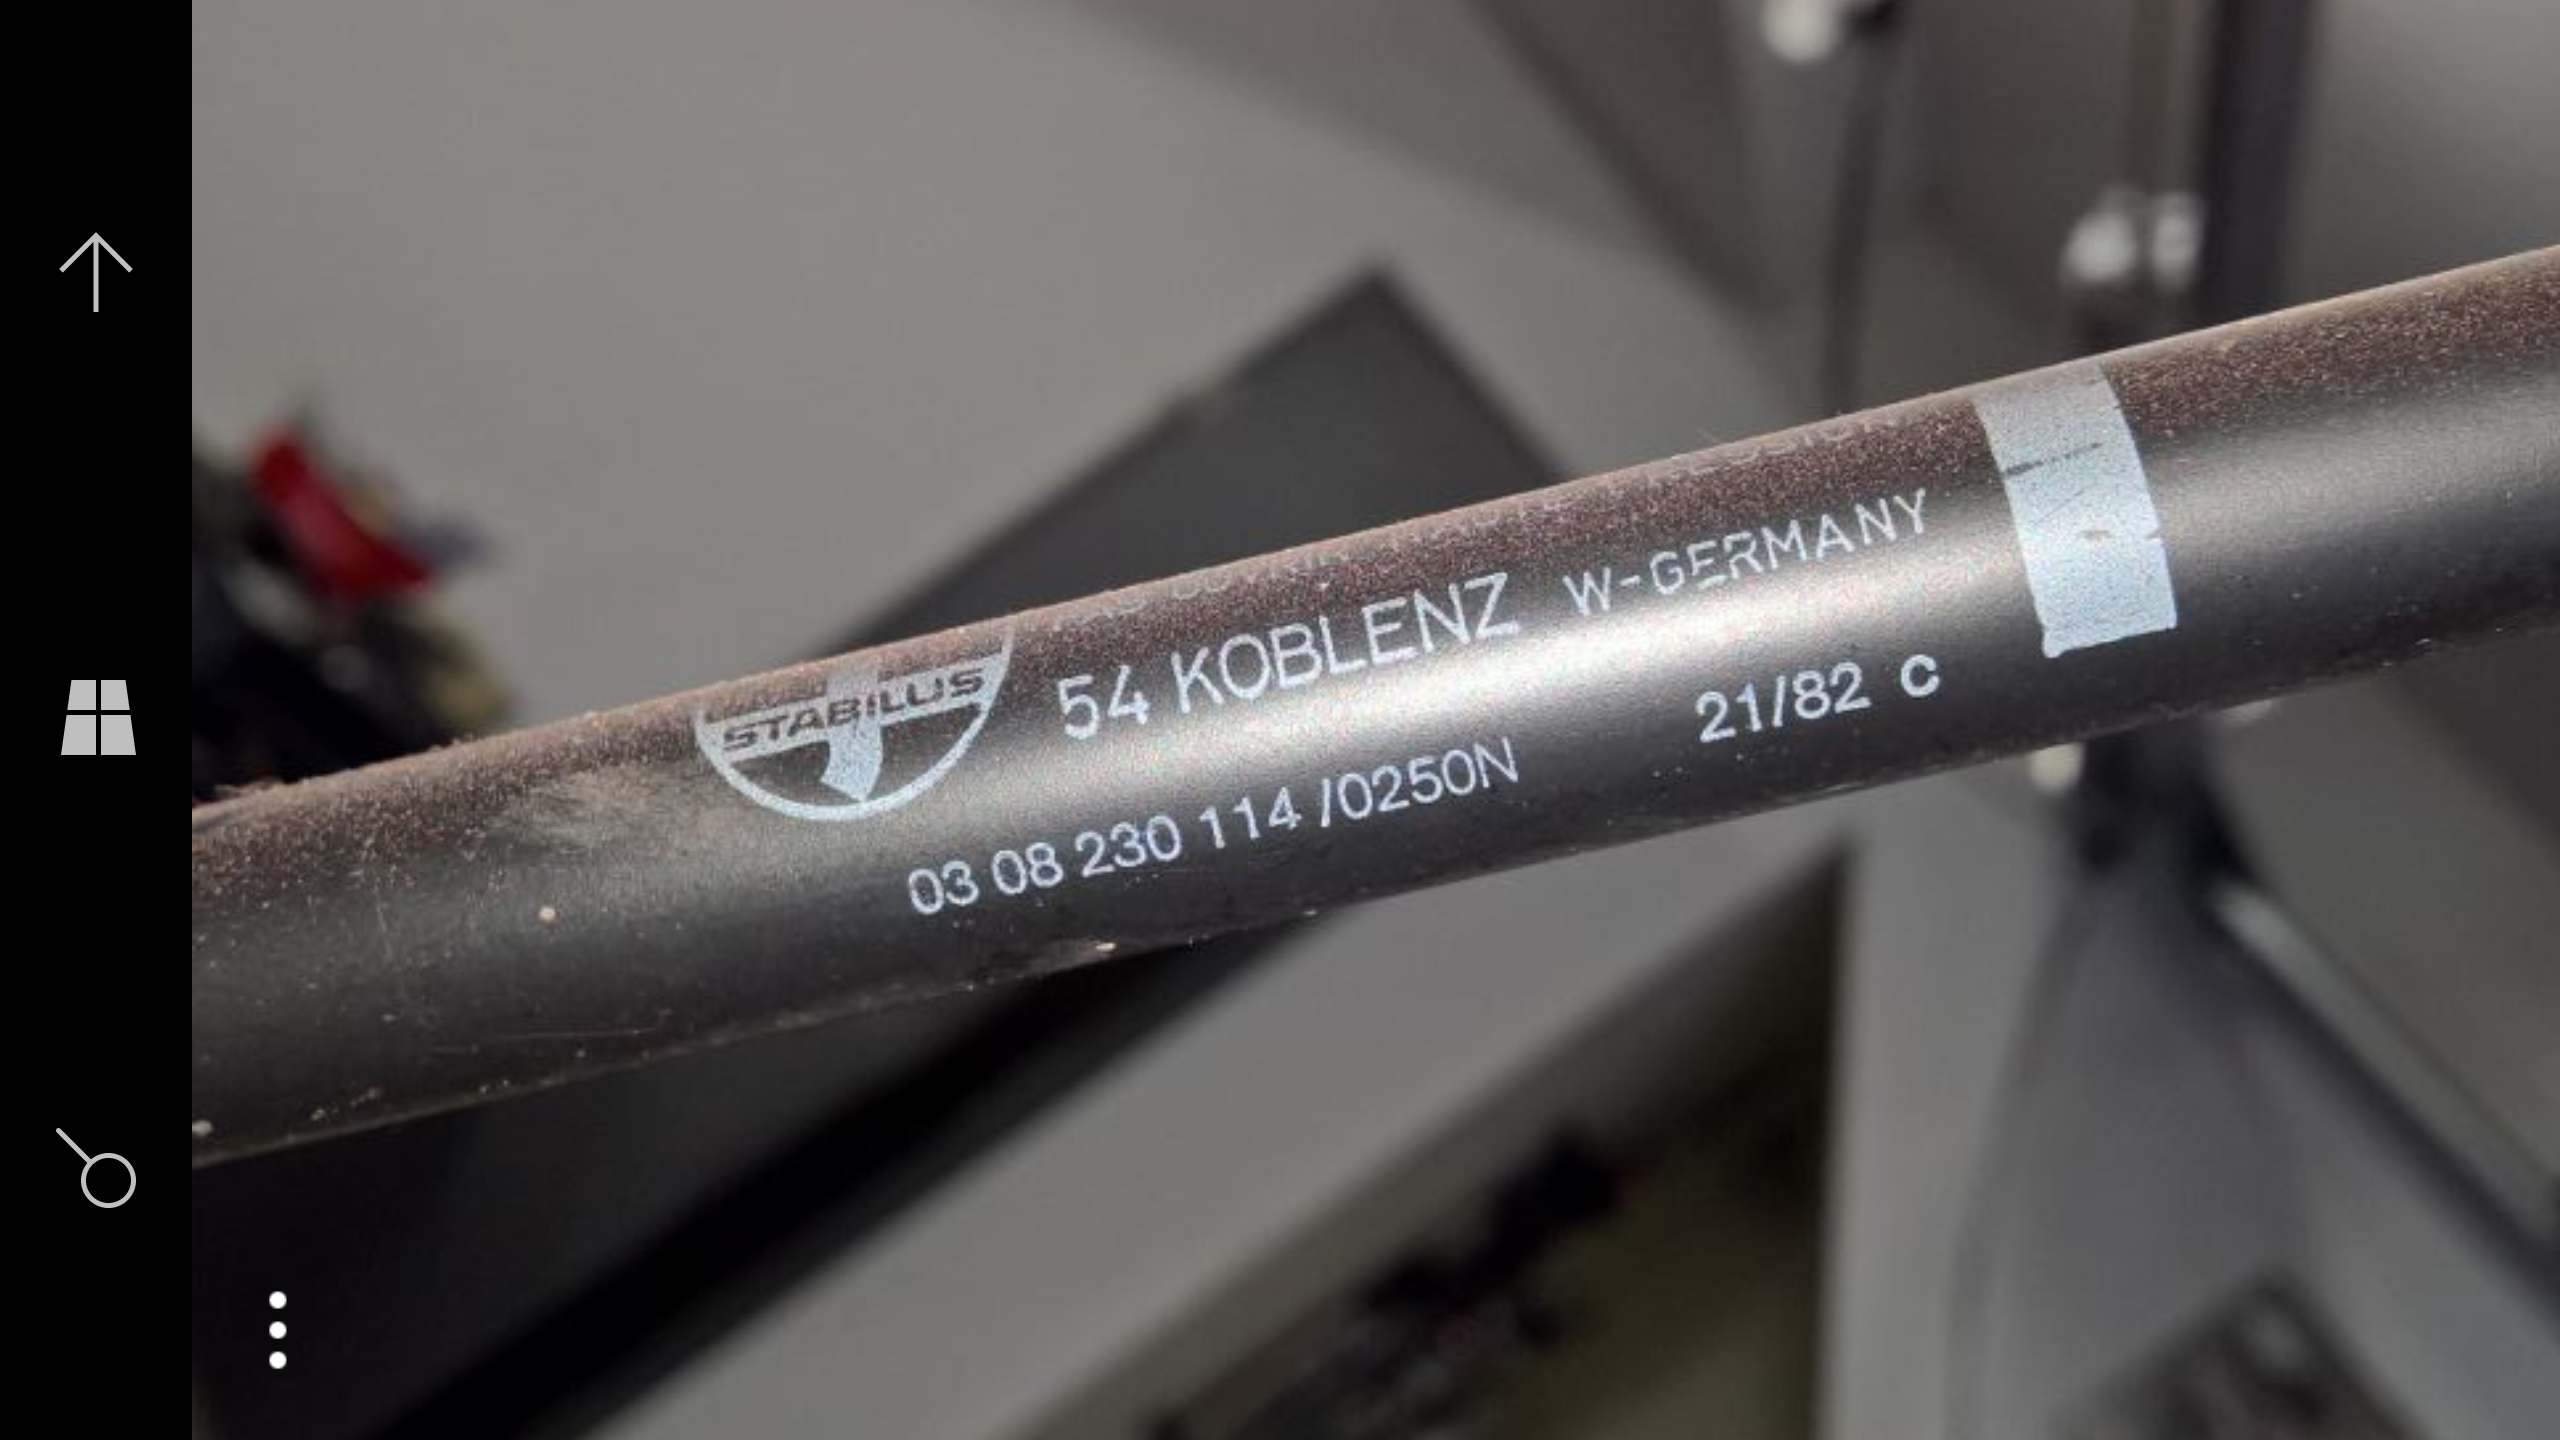 STABILUS
54 KOBLENZ W-GERMANY
03 08 230 114 /0250N 21/82 C